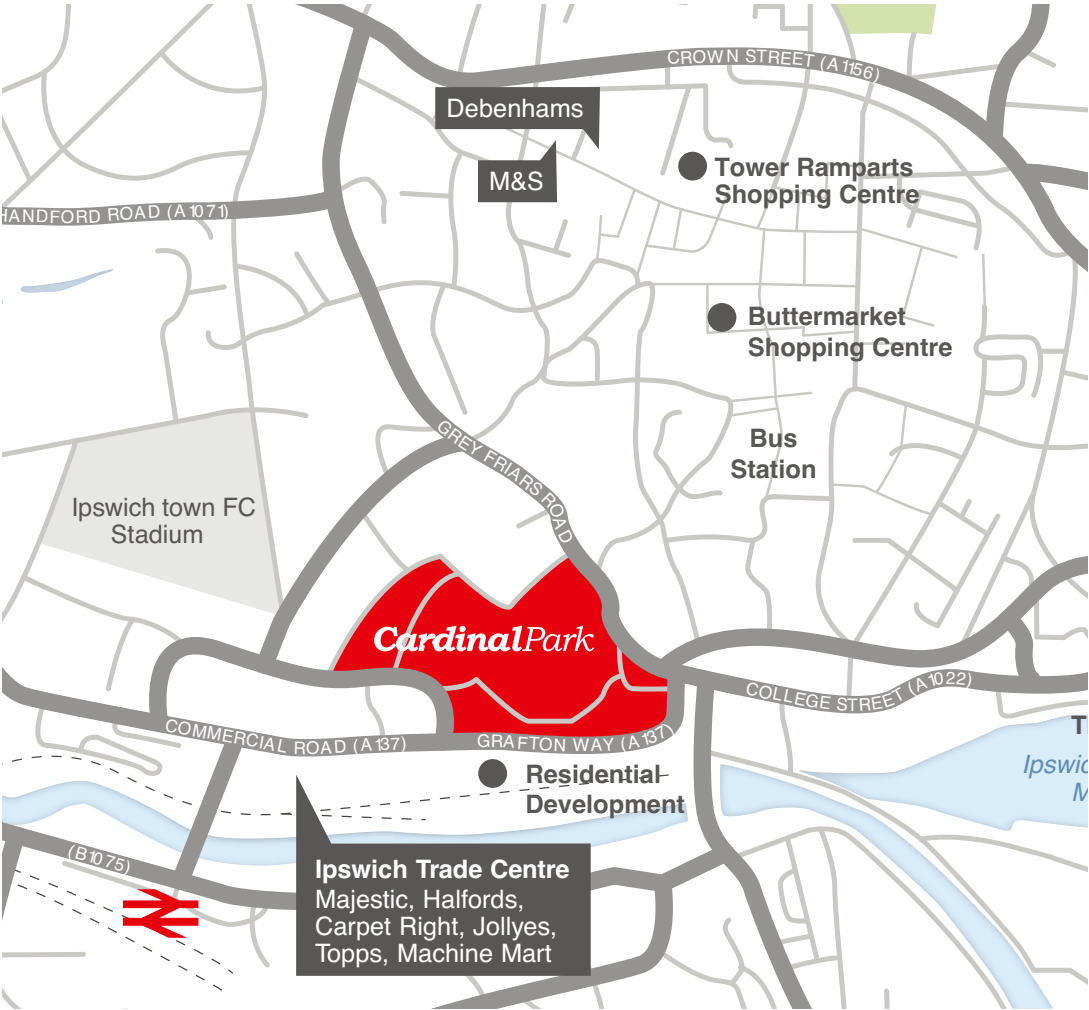 CROWN STREET (A1156)
Debenhams
M&S
Tower Ramparts
Shopping Centre
HANDFORD ROAD (A1071)
Buttermarket
Shopping Centre
GREY FRIARS ROAD
Bus
Station
Ipswich town FC
Stadium
CardinalPark
COLLEGE STREET (A1022)
COMMERCIAL ROAD (A137)
GRAFTON WAY (A137)
Residential
Development
(B1075)
Ipswich Trade Centre
Majestic, Halfords,
Carpet Right, Jollyes,
Topps, Machine Mart